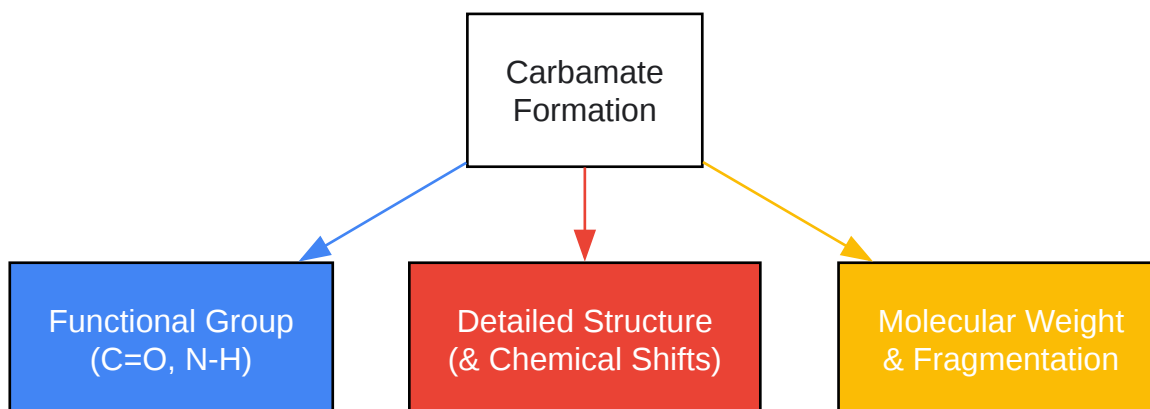 Carbamate
Formation
Functional Group
(C=O, N-H)
Detailed Structure
(& Chemical Shifts)
Molecular Weight
& Fragmentation